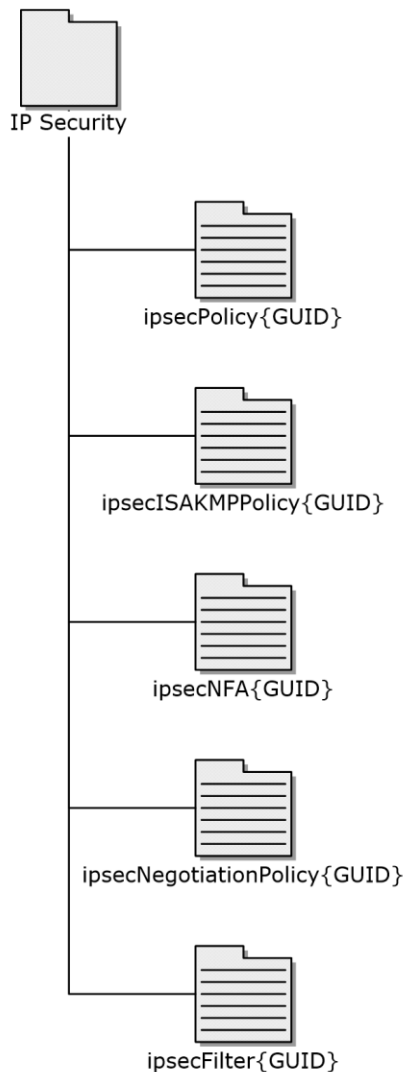 IP Security
ipsecPolicy{GUID}
ipsecISAKMPPolicy{GUID}
ipsecNFA{GUID}
ipsecNegotiationPolicy{GUID}
ipsecFilter{GUID}